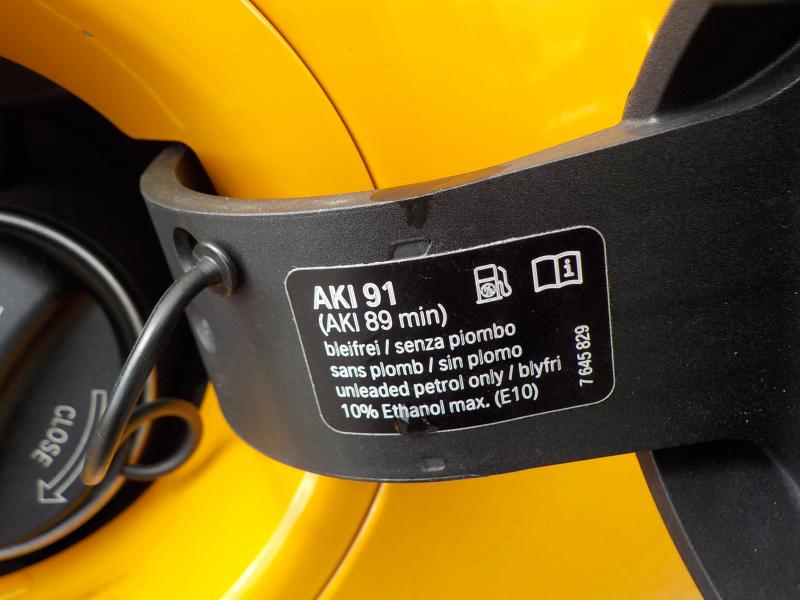 AKI 91
(AKI 89 min)
bleifrei / senza piombo
sans plomb / sin plomo
unleaded petrol only / blyfri
10% Ethanol max. (E10)
7 645 829
CLOSE